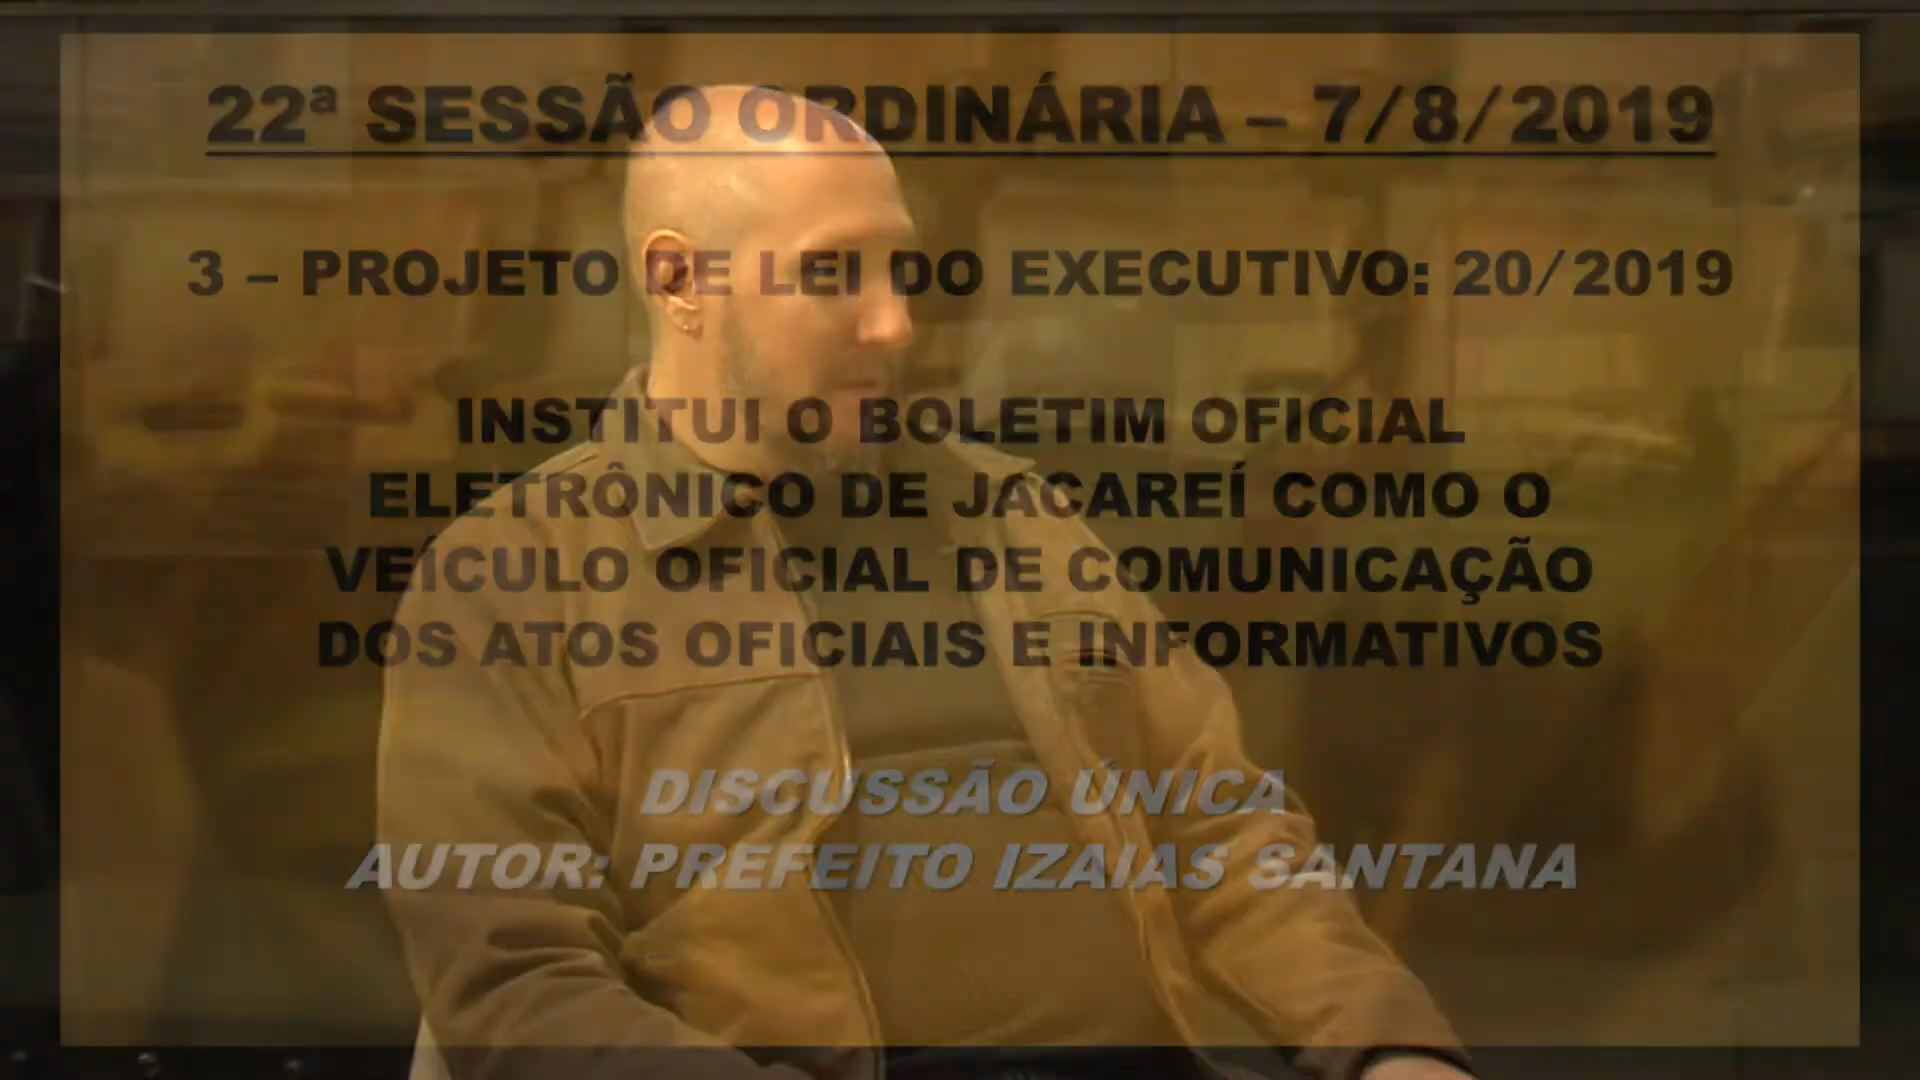 22ª SESSÃO ORDINÁRIA – 7/8/2019
3 – PROJETO DE LEI DO EXECUTIVO: 20/2019
INSTITUI O BOLETIM OFICIAL
ELETRÔNICO DE JACAREÍ COMO O
VEÍCULO OFICIAL DE COMUNICAÇÃO
DOS ATOS OFICIAIS E INFORMATIVOS
DISCUSSÃO ÚNICA
AUTOR: PREFEITO IZAIAS SANTANA